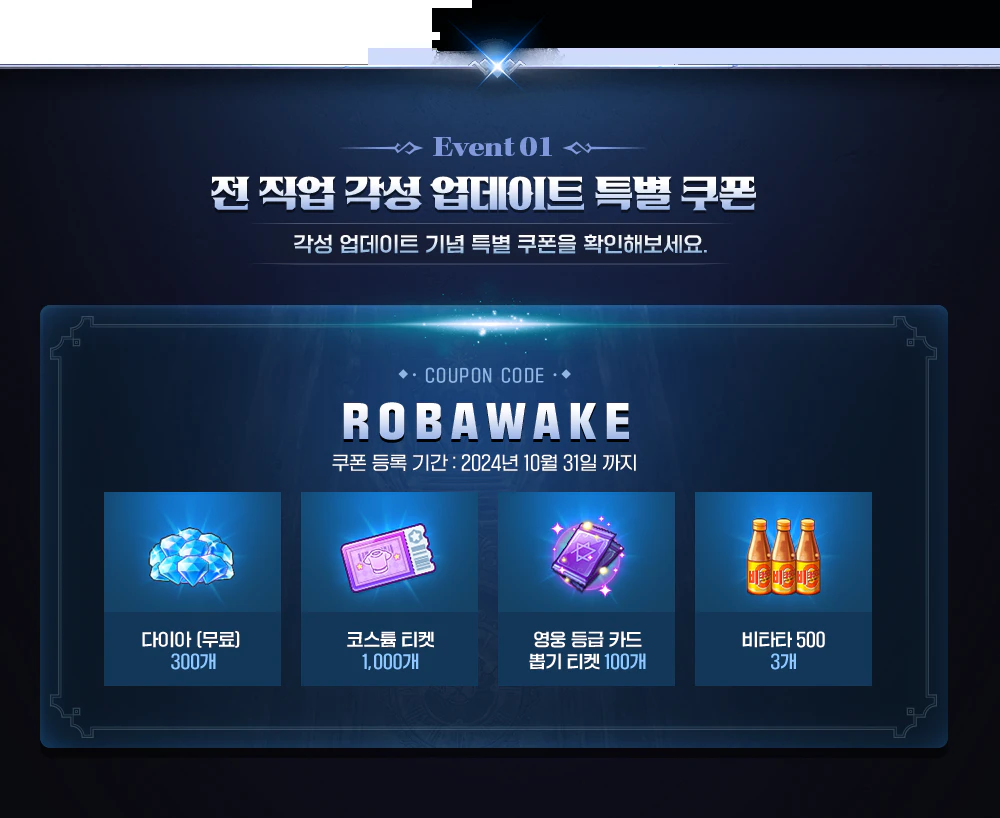 Event 01
전 직업 각성 업데이트 특별 쿠폰
각성 업데이트 기념 특별 쿠폰을 확인해보세요.
COUPON CODE
ROBAWAKE
쿠폰 등록 기간 : 2024년 10월 31일 까지
다이아 (무료)
300개
코스튬 티켓
1,000개
영웅 등급 카드
뽑기 티켓 100개
비타타 500
3개